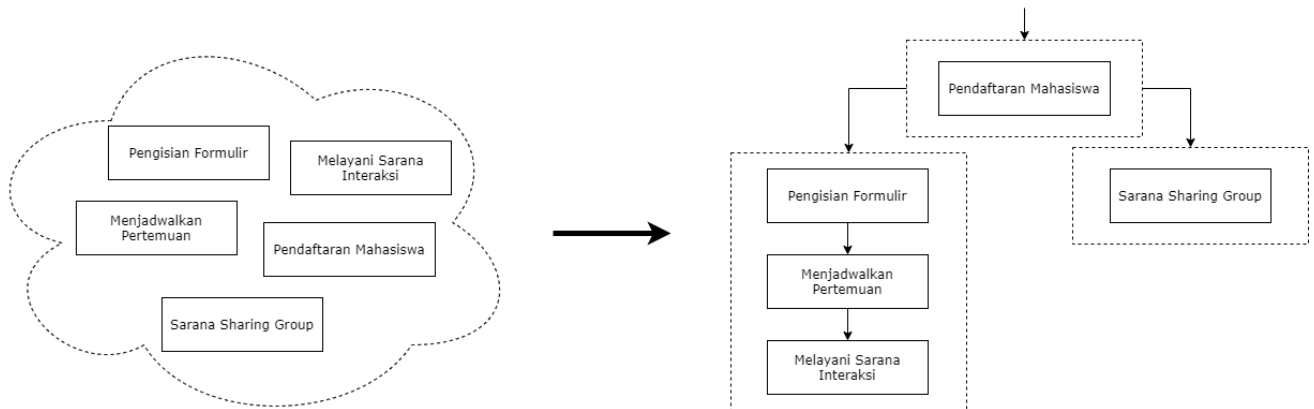 Pengisian Formulir
Melayani Sarana
Interaksi
Menjadwalkan
Pertemuan
Pendaftaran Mahasiswa
Sarana Sharing Group
Pendaftaran Mahasiswa
Pengisian Formulir
Menjadwalkan
Pertemuan
Melayani Sarana
Interaksi
Sarana Sharing Group